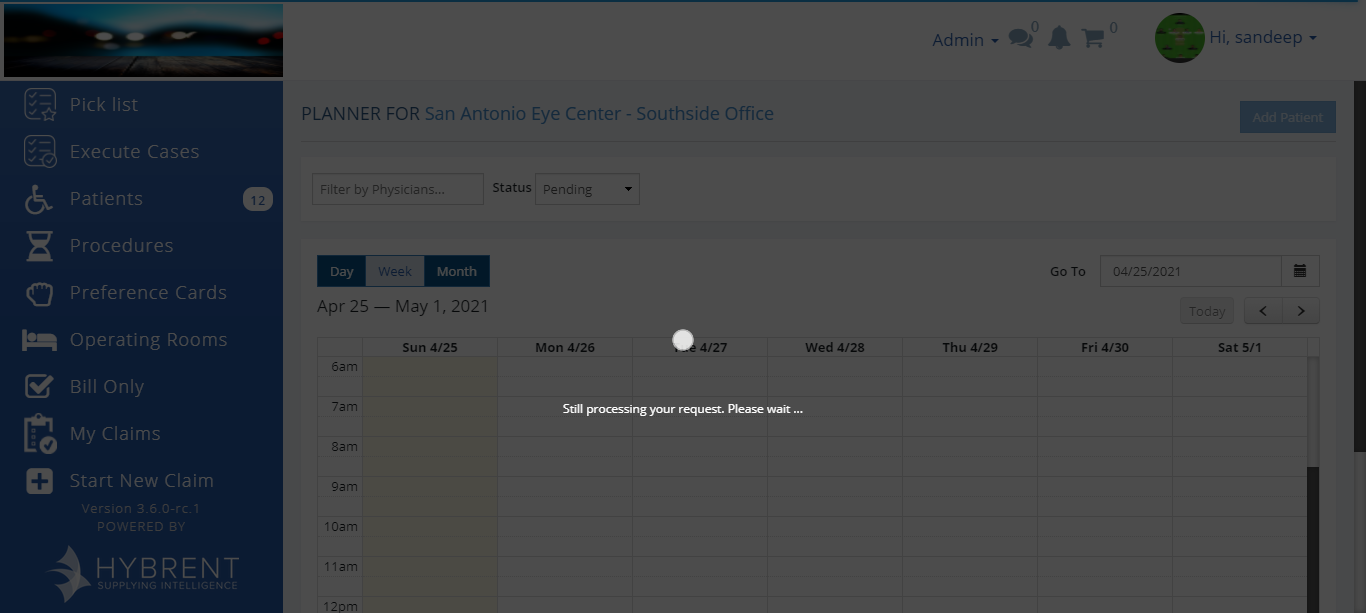 Admin
0
0
Hi, sandeep
Pick list
Execute Cases
Patients
12
Procedures
Preference Cards
Operating Rooms
Bill Only
My Claims
Start New Claim
Version 3.6.0-rc.1
POWERED BY
HYBRENT
SUPPLYING INTELLIGENCE
PLANNER FOR San Antonio Eye Center - Southside Office
Add Patient
Filter by Physicians...
Status
Pending
Day
Week
Month
Go To
04/25/2021
Apr 25 — May 1, 2021
Today
Sun 4/25
Mon 4/26
Tue 4/27
Wed 4/28
Thu 4/29
Fri 4/30
Sat 5/1
6am
7am
Still processing your request. Please wait ...
8am
9am
10am
11am
12pm